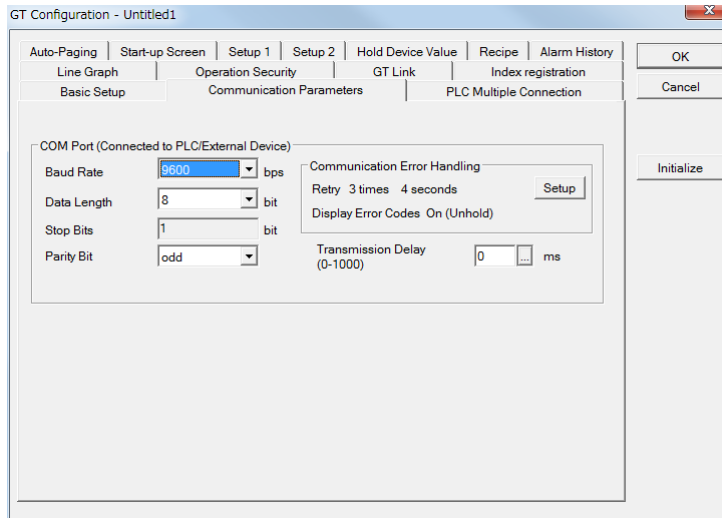 GT Configuration - Untitled1
Auto-Paging Start-up Screen Setup 1 Setup 2 Hold Device Value Recipe Alarm History
Line Graph Operation Security GT Link Index registration
Basic Setup Communication Parameters PLC Multiple Connection
OK
Cancel
Initialize
COM Port (Connected to PLC/External Device)
Baud Rate 9600 bps
Data Length 8 bit
Stop Bits 1 bit
Parity Bit odd
Communication Error Handling
Retry 3 times 4 seconds Setup
Display Error Codes On (Unhold)
Transmission Delay
(0-1000) 0 ... ms